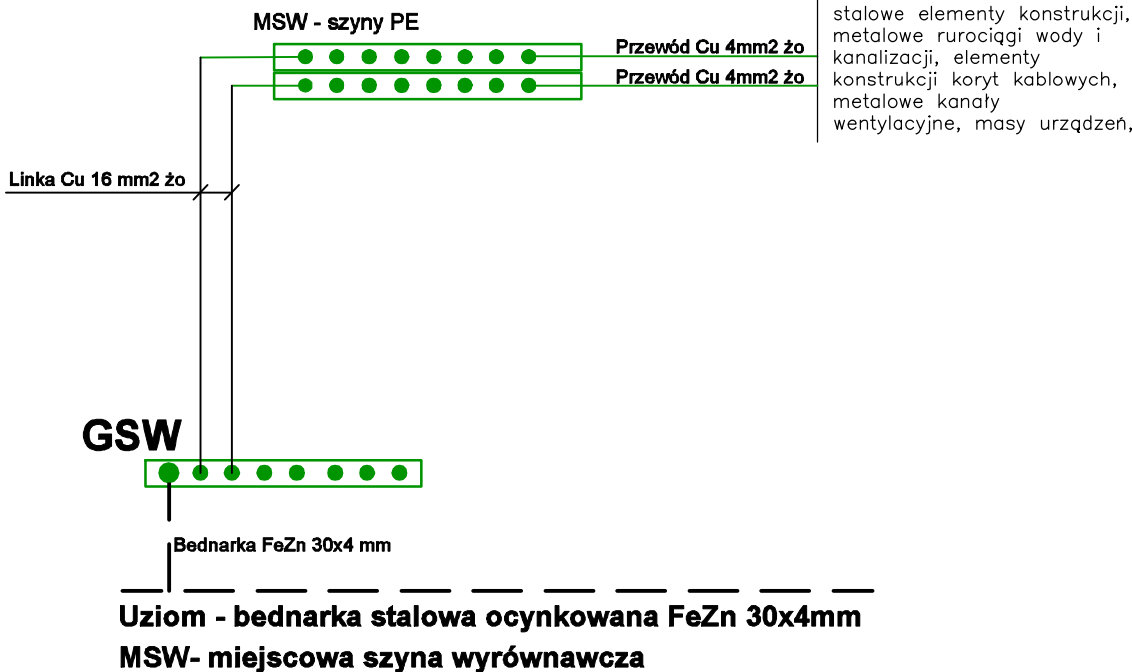 MSW - szyny PE
Przewód Cu 4mm2 żo
Przewód Cu 4mm2 żo
stalowe elementy konstrukcji,
metalowe rurociągi wody i
kanalizacji, elementy
konstrukcji koryt kablowych,
metalowe kanały
wentylacyjne, masy urządzeń,
Linka Cu 16 mm2 żo
GSW
Bednarka FeZn 30x4 mm
Uziom - bednarka stalowa ocynkowana FeZn 30x4mm
MSW- miejscowa szyna wyrównawcza